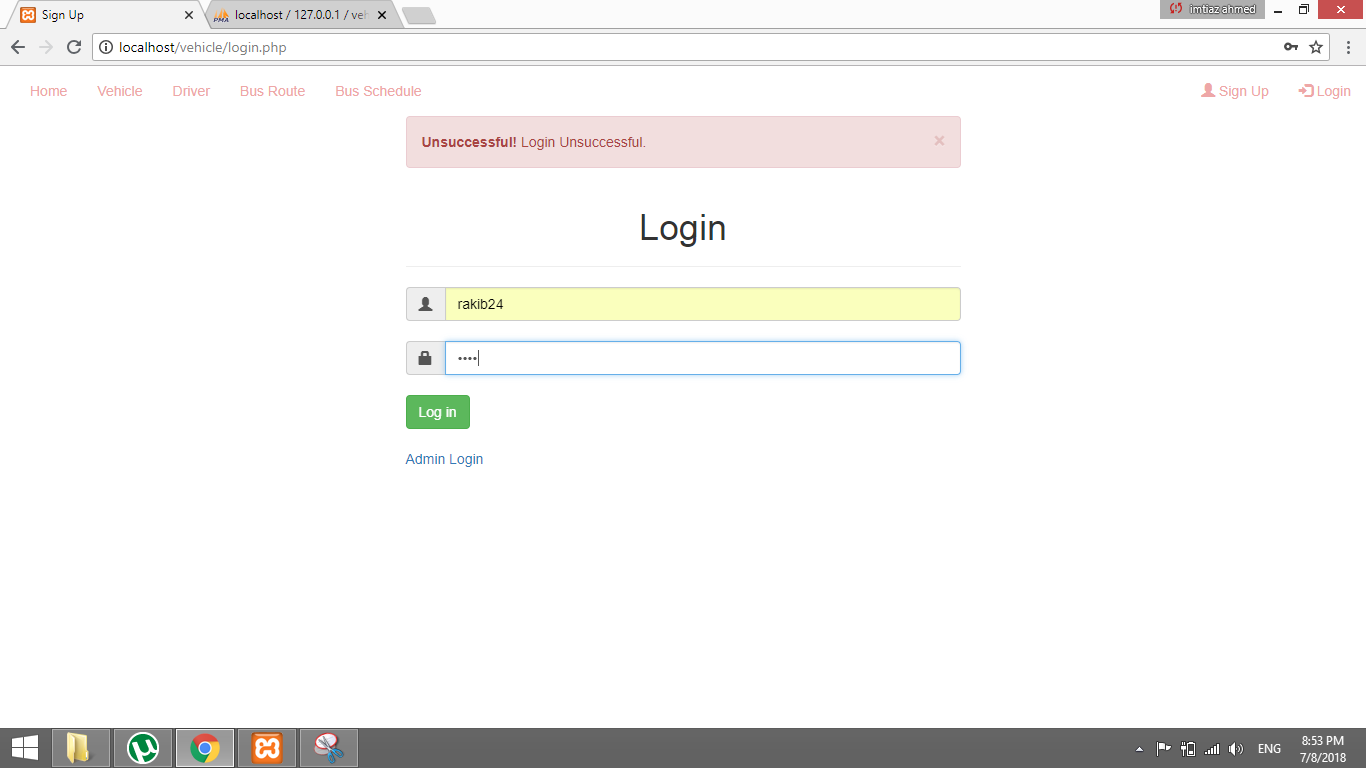 Sign Up
localhost / 127.0.0.1 / veh
imtiaz ahmed
localhost/vehicle/login.php
Home Vehicle Driver Bus Route Bus Schedule Sign Up Login
Unsuccessful! Login Unsuccessful. ×
Login
rakib24
••••
Log in
Admin Login
PMA
ENG
8:53 PM
7/8/2018